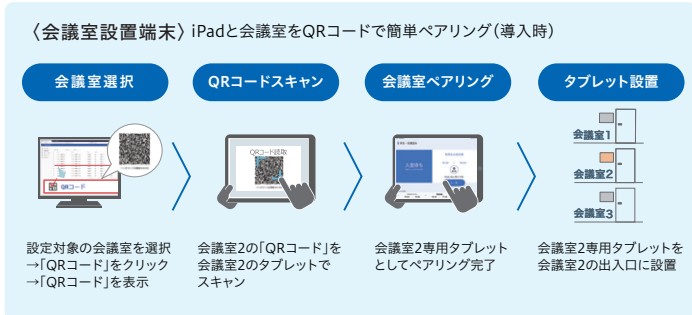 〈会議室設置端末〉 iPadと会議室をQRコードで簡単ペアリング(導入時)
会議室選択
QRコードスキャン
会議室ペアリング
タブレット設置
QRコード
QRコード読取
会議室1
会議室2
会議室3
設定対象の会議室を選択
→「QRコード」をクリック
→「QRコード」を表示
会議室2の「QRコード」を
会議室2のタブレットで
スキャン
会議室2専用タブレット
としてペアリング完了
会議室2専用タブレットを
会議室2の出入口に設置